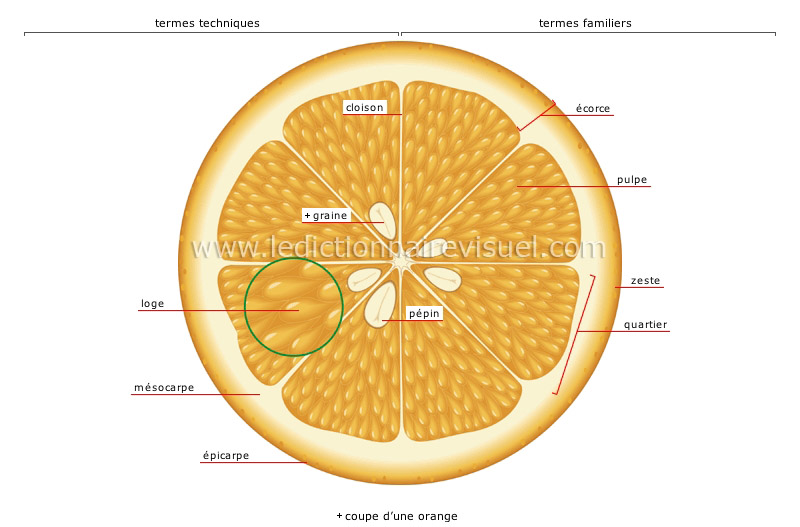 termes techniques
termes familiers
cloison
écorce
pulpe
+ graine
www.ledictionnairevisuel.com
zeste
loge
pépin
quartier
mésocarpe
épicarpe
+ coupe d’une orange